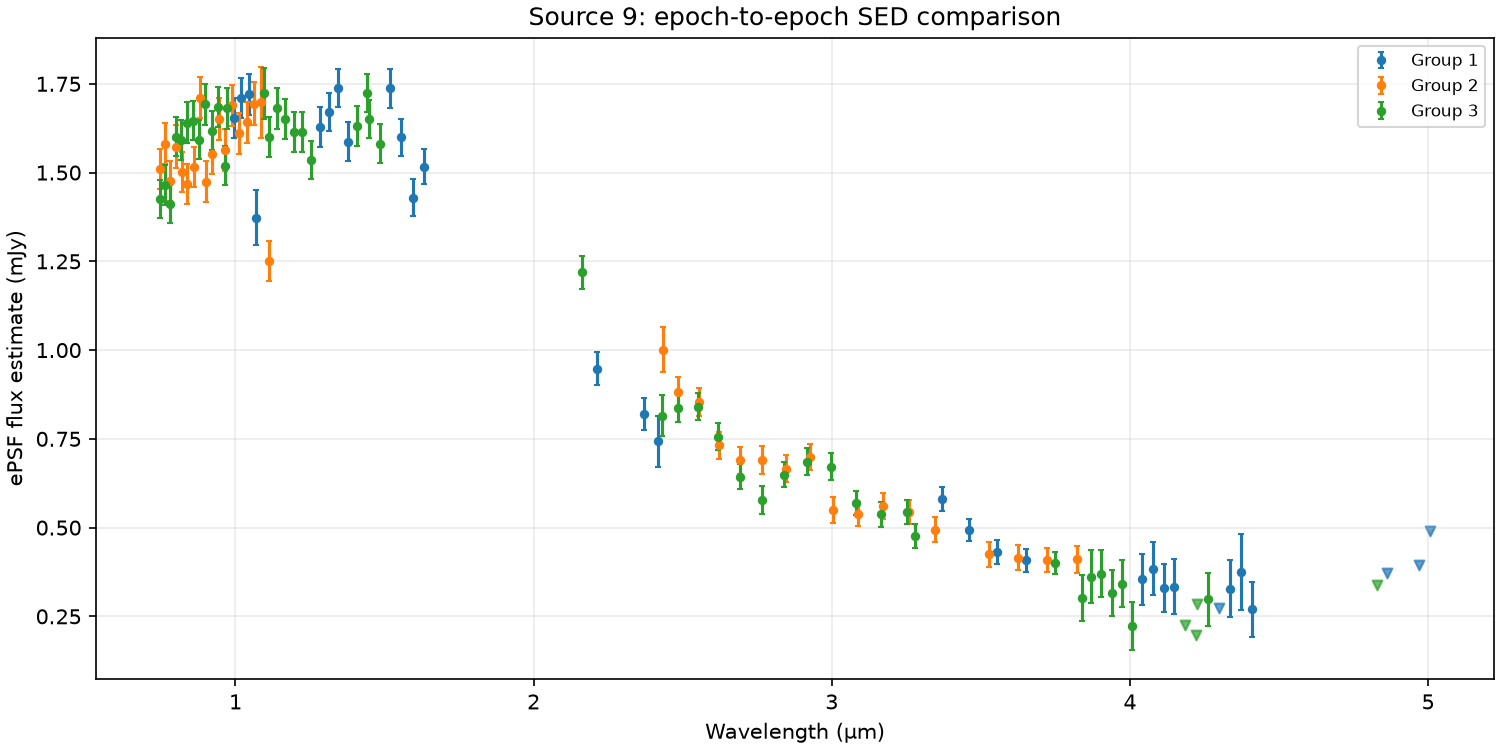 Source 9: epoch-to-epoch SED comparison
Group 1
Group 2
Group 3
ePSF flux estimate (mJy)
1.75
1.50
1.25
1.00
0.75
0.50
0.25
1 2 3 4 5
Wavelength (μm)